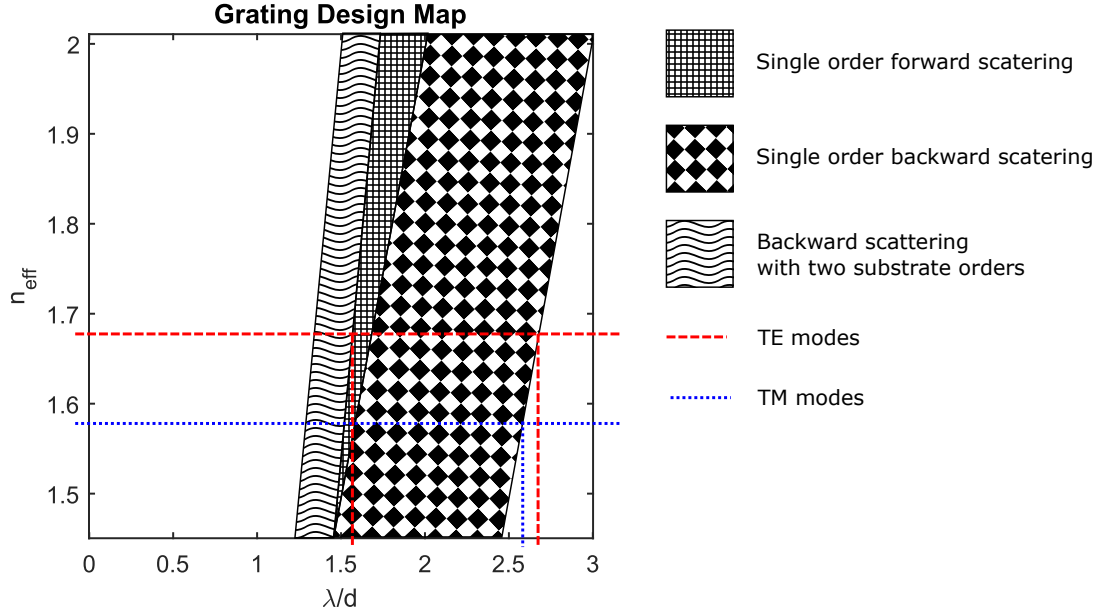 Grating Design Map
2
1.9
1.8
1.7
1.6
1.5
n_eff
0 0.5 1 1.5 2 2.5 3
λ/d
Single order forward scatering
Single order backward scatering
Backward scattering
with two substrate orders
TE modes
TM modes